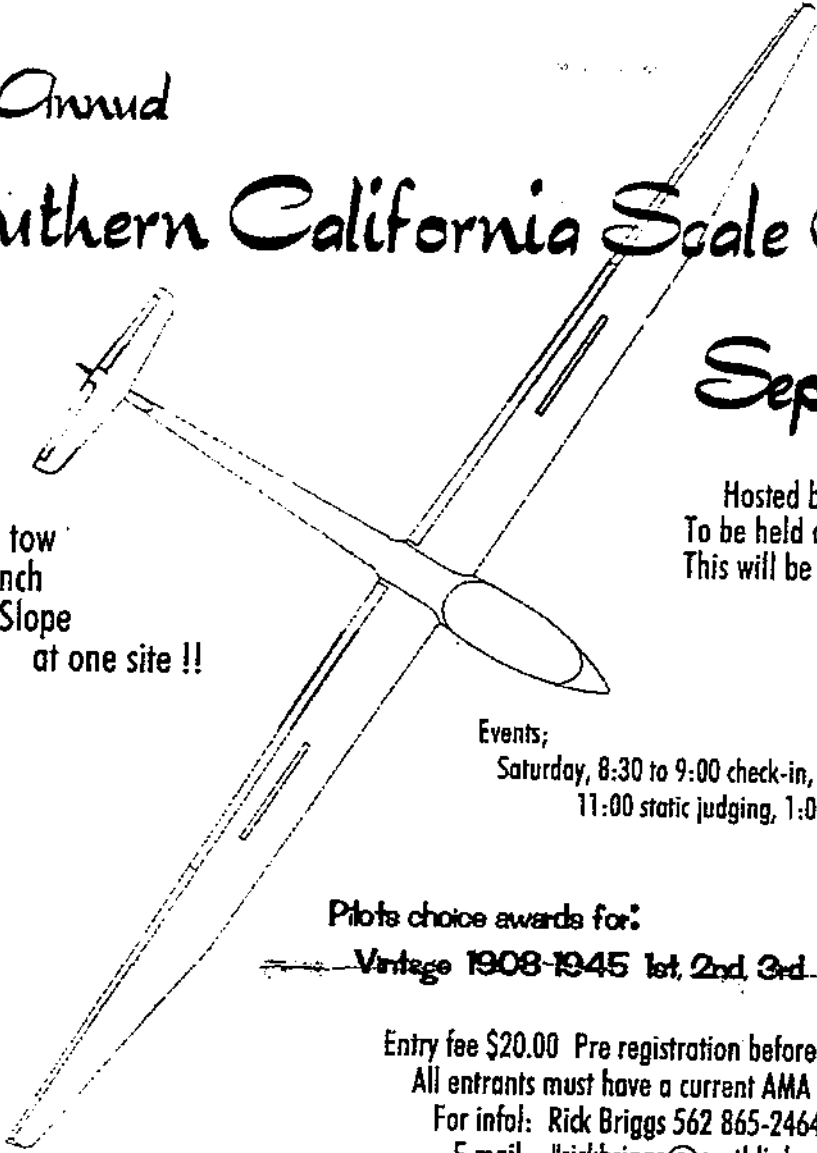 Annual
uthern California Scale
Sep
Hosted b
To be held
This will be
tow
nch
Slope
at one site !!
Events;
Saturday, 8:30 to 9:00 check-in,
11:00 static judging, 1:0
Pilots choice awards for:
Vintage 1908-1945 1st, 2nd, 3rd
Entry fee $20.00 Pre registration before
All entrants must have a current AMA
For info!: Rick Briggs 562 865-2464